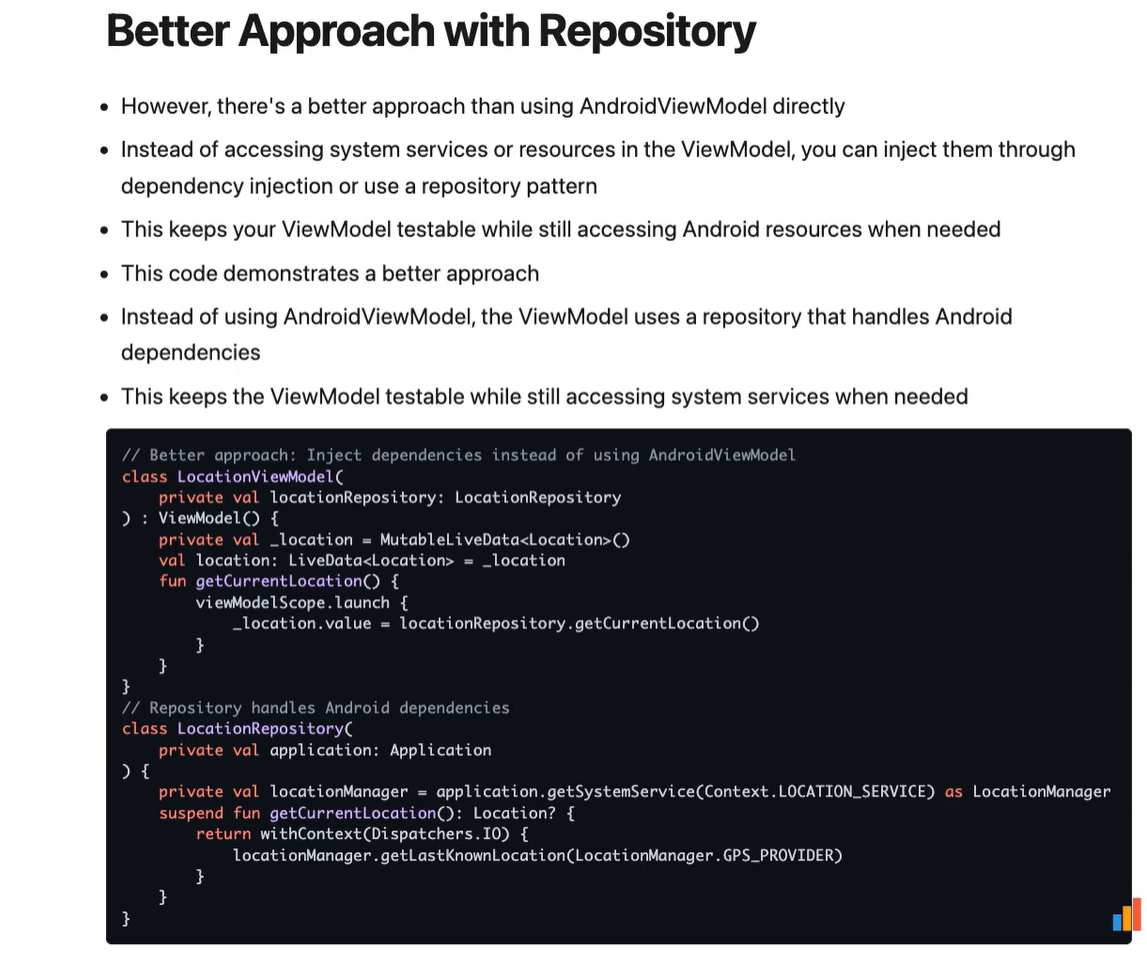 Better Approach with Repository
• However, there's a better approach than using AndroidViewModel directly
• Instead of accessing system services or resources in the ViewModel, you can inject them through
dependency injection or use a repository pattern
• This keeps your ViewModel testable while still accessing Android resources when needed
• This code demonstrates a better approach
• Instead of using AndroidViewModel, the ViewModel uses a repository that handles Android
dependencies
• This keeps the ViewModel testable while still accessing system services when needed
// Better approach: Inject dependencies instead of using AndroidViewModel
class LocationViewModel(
    private val locationRepository: LocationRepository
) : ViewModel() {
    private val _location = MutableLiveData<Location>()
    val location: LiveData<Location> = _location
    fun getCurrentLocation() {
        viewModelScope.launch {
            _location.value = locationRepository.getCurrentLocation()
        }
    }
}
// Repository handles Android dependencies
class LocationRepository(
    private val application: Application
) {
    private val locationManager = application.getSystemService(Context.LOCATION_SERVICE) as LocationManager
    suspend fun getCurrentLocation(): Location? {
        return withContext(Dispatchers.IO) {
            locationManager.getLastKnownLocation(LocationManager.GPS_PROVIDER)
        }
    }
}